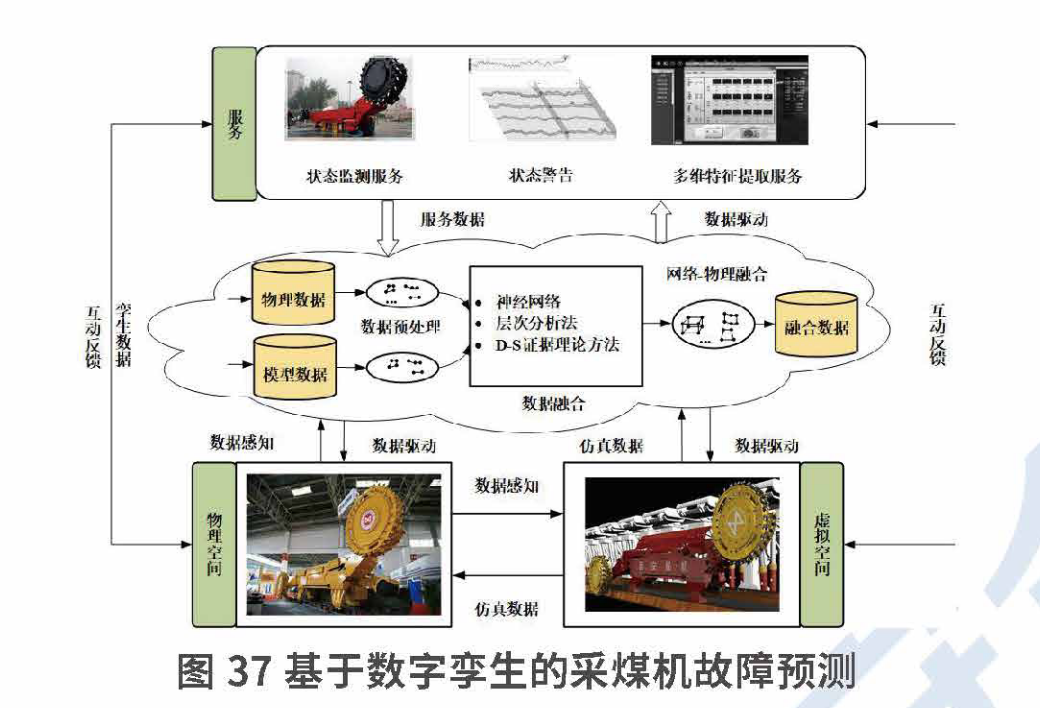 服务
状态监测服务
状态警告
多维特征提取服务
服务数据
数据驱动
互动反馈
孪生数据
物理数据
模型数据
数据预处理
• 神经网络
• 层次分析法
• D-S证据理论方法
数据融合
网络-物理融合
融合数据
互动反馈
数据感知
数据驱动
仿真数据
数据驱动
物理空间
数据感知
仿真数据
虚拟空间
图 37 基于数字孪生的采煤机故障预测